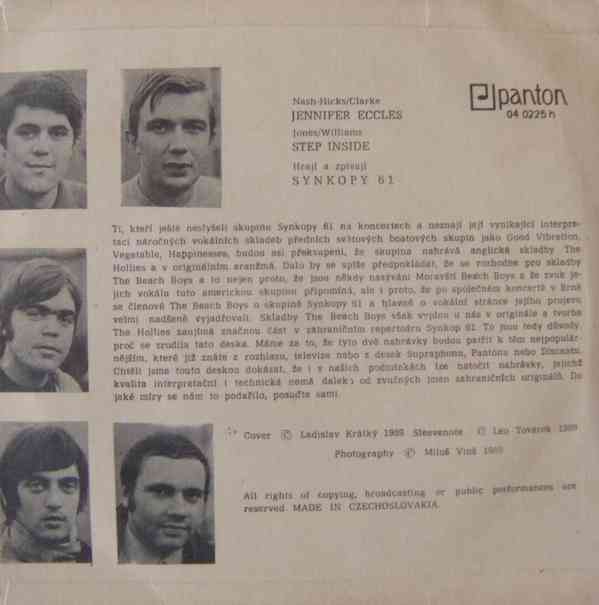 Nash-Hicks/Clarke
JENNIFER ECCLES
Jones/Williams
STEP INSIDE
Hrají a zpívají
SYNKOPY 61
panton
04 0225 h
Ti, kteří ještě neslyšeli skupinu Synkopy 61 na koncertech a neznají její vynikající interpre-
taci náročných vokálních skladeb předních světových beatových skupin jako Good Vibration,
Vegetable, Happinesses, budou asi překvapeni, že skupina nahrává anglické skladby The
Hollies a v originálním aranžmá. Dalo by se spíše předpokládat, že se rozhodne pro skladby
The Beach Boys a to nejen proto, že jsou někdy nazýváni Moravští Beach Boys a že zvuk je-
jich vokálu tuto americkou skupinu připomíná, ale i proto, že po společném koncertě v Brně
se členové The Beach Boys o skupině Synkopy 61 a hlavně o vokální stránce jejího projevu
velmi nadšeně vyjadřovali. Skladby The Beach Boys však vyjdou u nás v originále a tvorba
The Hollies zaujímá značnou část v zahraničním repertoáru Synkop 61. To jsou tedy důvody,
proč se zrodila tato deska. Máme za to, že tyto dvě nahrávky budou patřit k těm nejpopulár-
nějším, které již znáte z rozhlasu, televize nebo z desek Supraphonu, Pantonu nebo Discantu.
Chtěli jsme touto deskou dokázat, že i v našich podmínkách lze natočit nahrávky, jejichž
kvalita interpretační i technická nemá daleko od zvučných jmen zahraničních originálů. Do
jaké míry se nám to podařilo, posuďte sami.
Cover © Ladislav Krátký 1969 Sleevenote © Leo Továrek 1969
Photography © Miluš Vinš 1969
All rights of copying, broadcasting or public performances are
reserved. MADE IN CZECHOSLOVAKIA